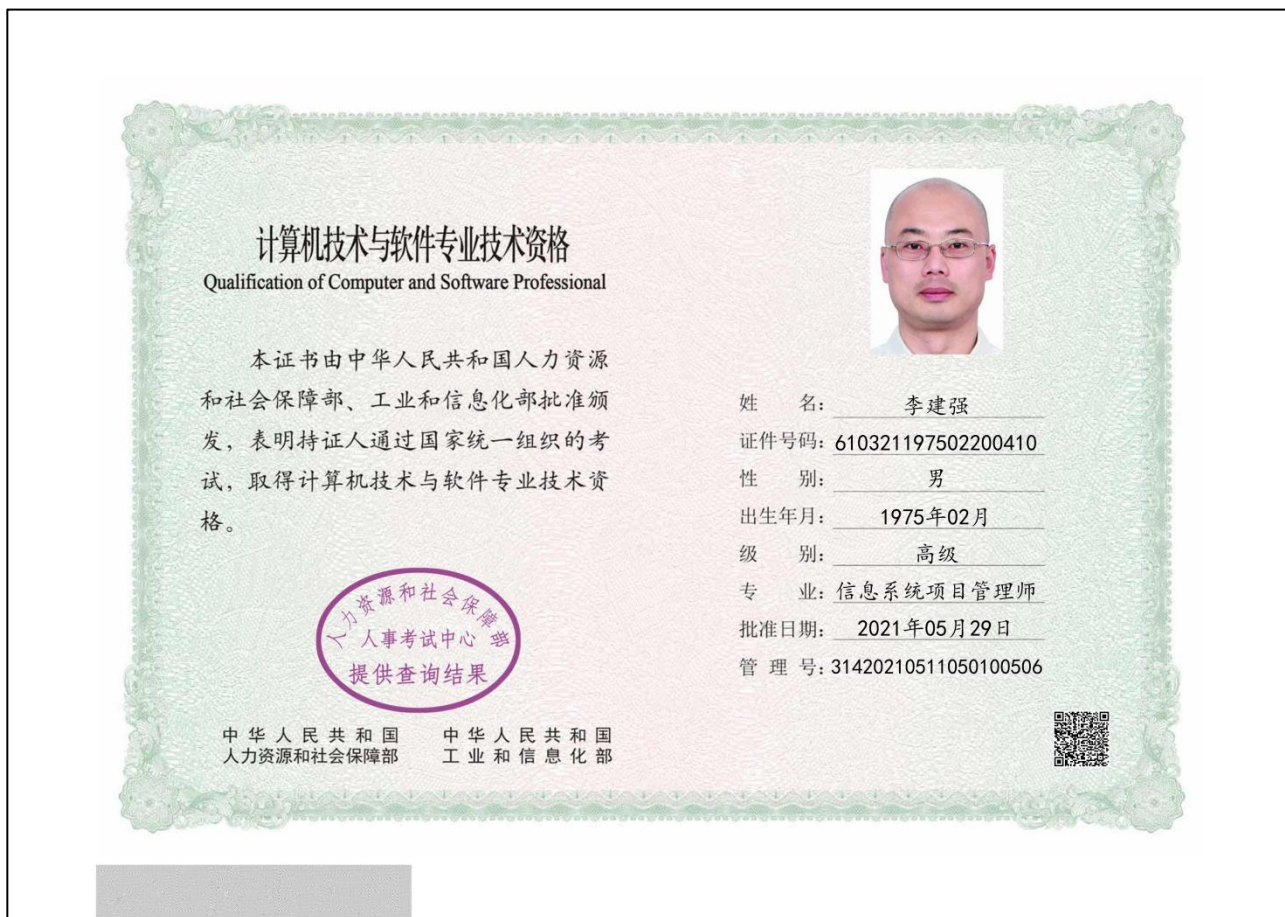 计算机技术与软件专业技术资格
Qualification of Computer and Software Professional
本证书由中华人民共和国人力资源
和社会保障部、工业和信息化部批准颁
发，表明持证人通过国家统一组织的考
试，取得计算机技术与软件专业技术资
格。
人力资源和社会保障部
人事考试中心
提供查询结果
中华人民共和国
人力资源和社会保障部
中华人民共和国
工业和信息化部
姓名：李建强
证件号码：610321197502200410
性别：男
出生年月：1975年02月
级别：高级
专业：信息系统项目管理师
批准日期：2021年05月29日
管理号：31420210511050100506